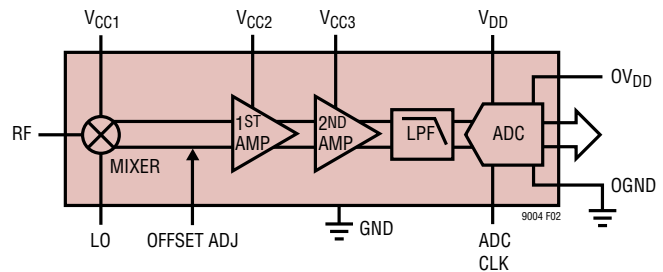 VCC1
VCC2
VCC3
VDD
OVDD
RF
MIXER
1ST
AMP
2ND
AMP
LPF
ADC
OGND
9004 F02
LO
OFFSET ADJ
GND
ADC
CLK